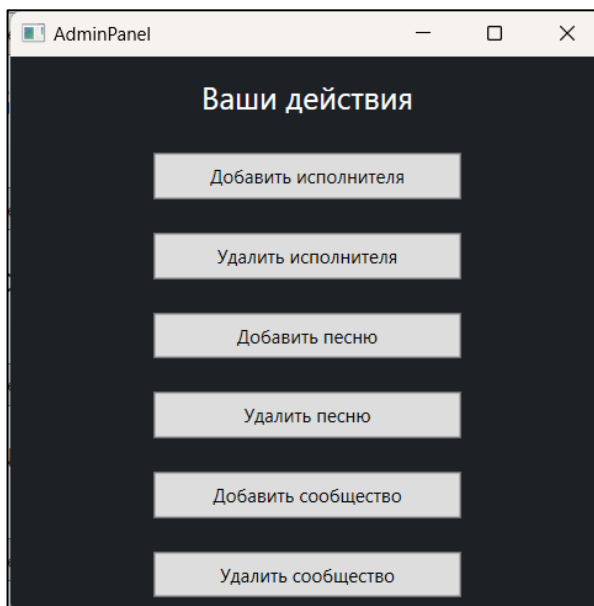 AdminPanel
Ваши действия
Добавить исполнителя
Удалить исполнителя
Добавить песню
Удалить песню
Добавить сообщество
Удалить сообщество